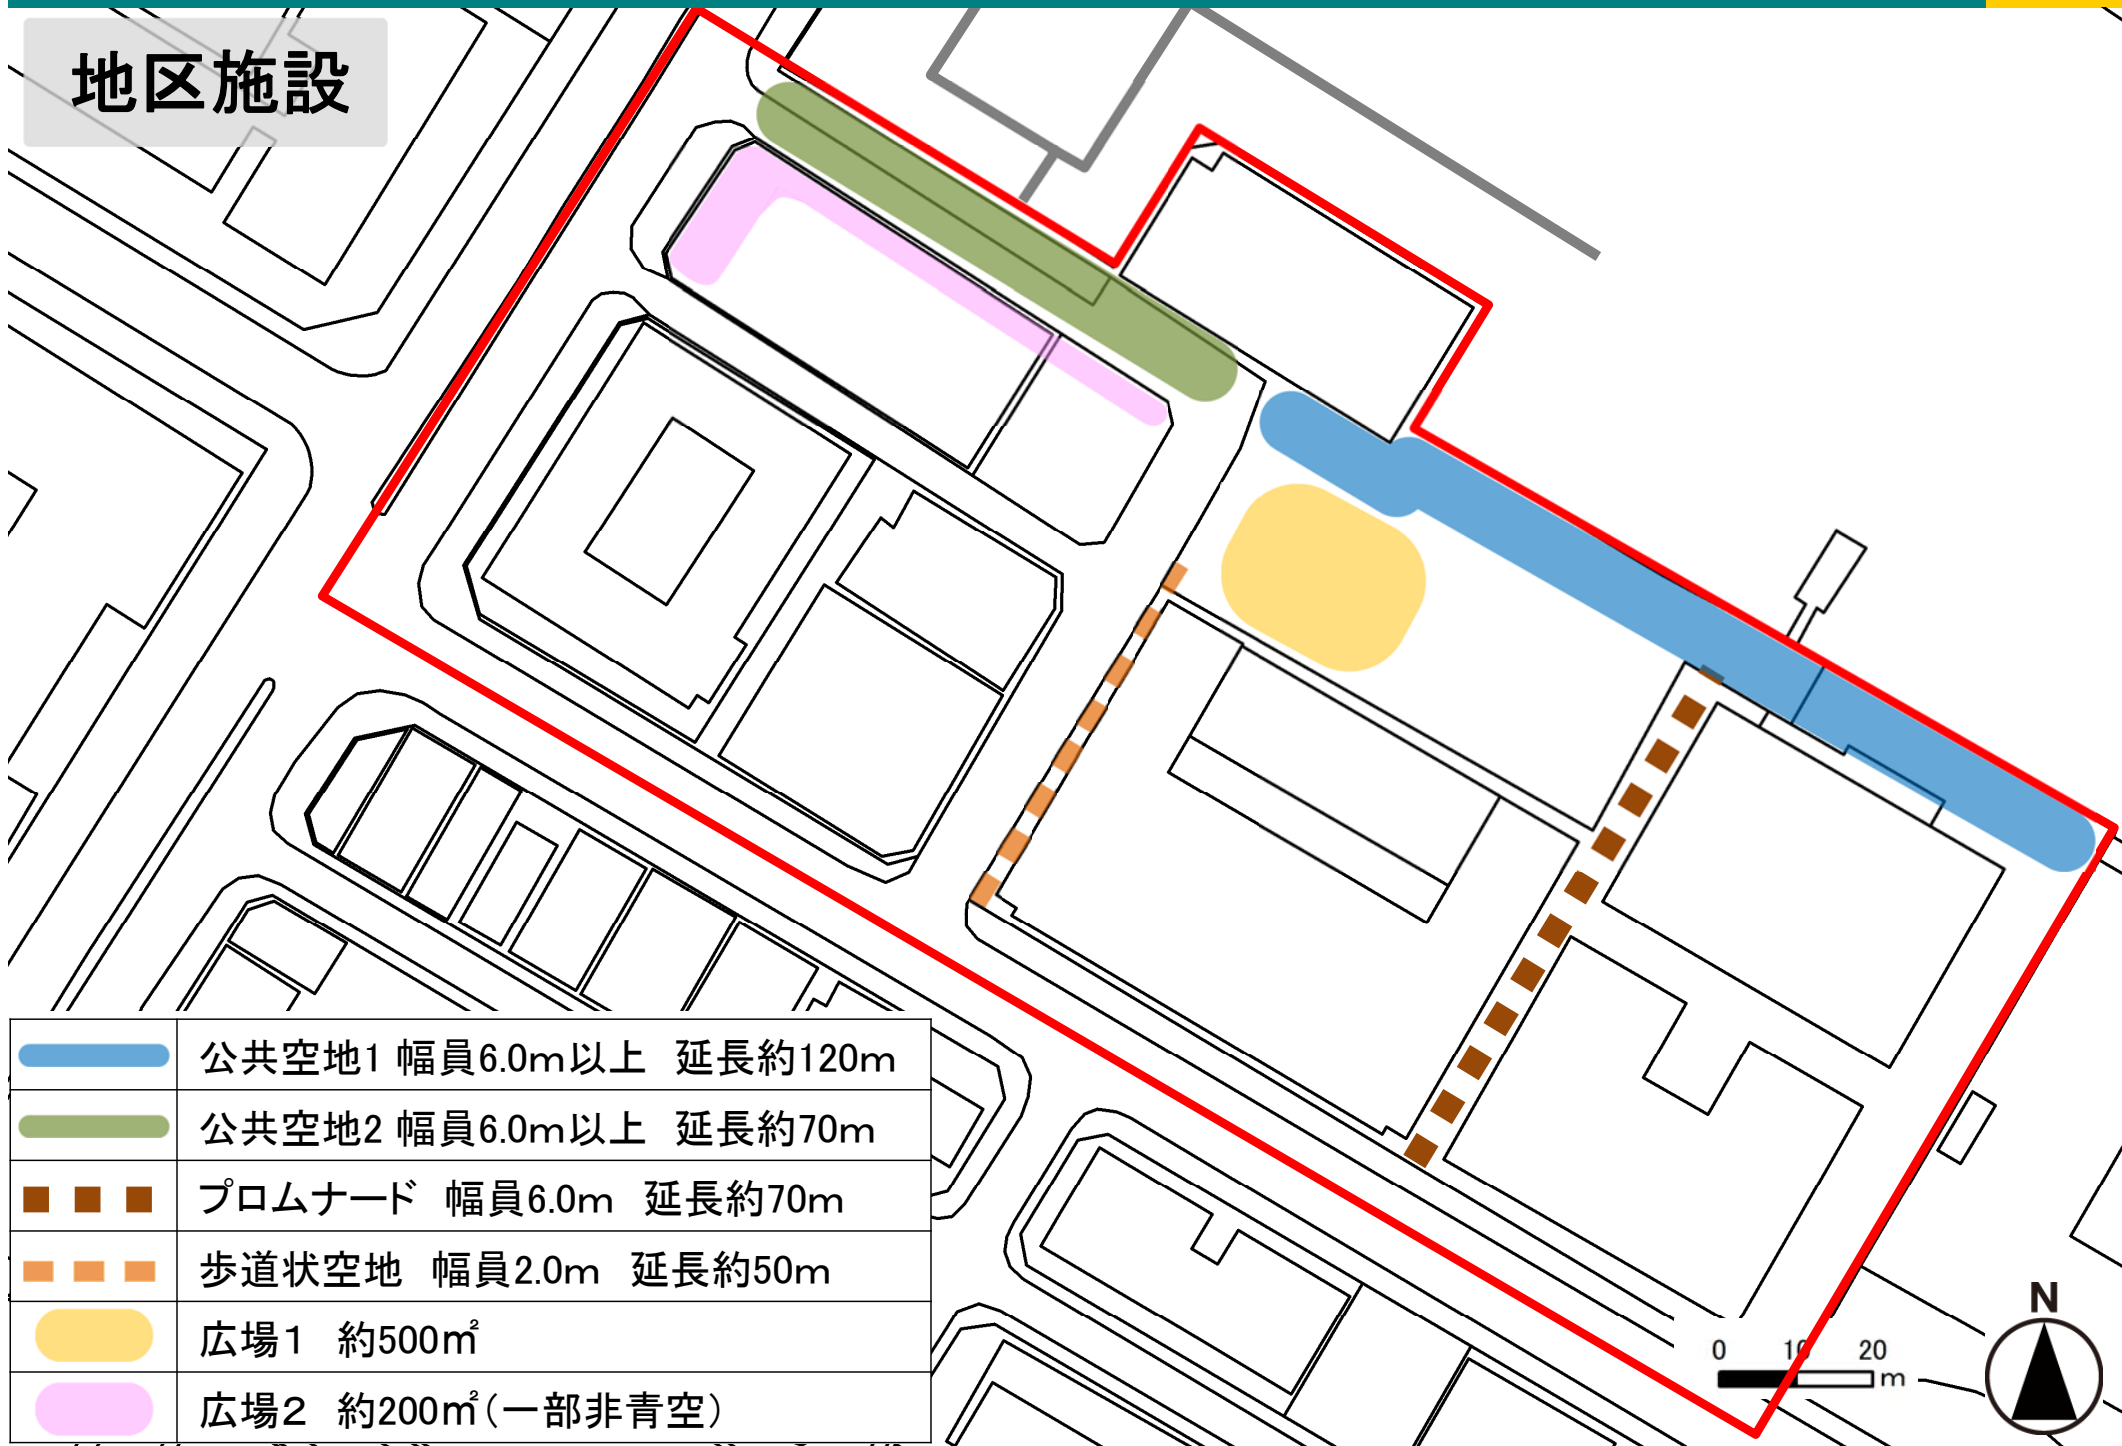 地区施設
公共空地1 幅員6.0m以上　延長約120m
公共空地2 幅員6.0m以上　延長約70m
プロムナード　幅員6.0m　延長約70m
歩道状空地　幅員2.0m　延長約50m
広場１　約500㎡
広場２　約200㎡(一部非青空)
N
0 10 20
m